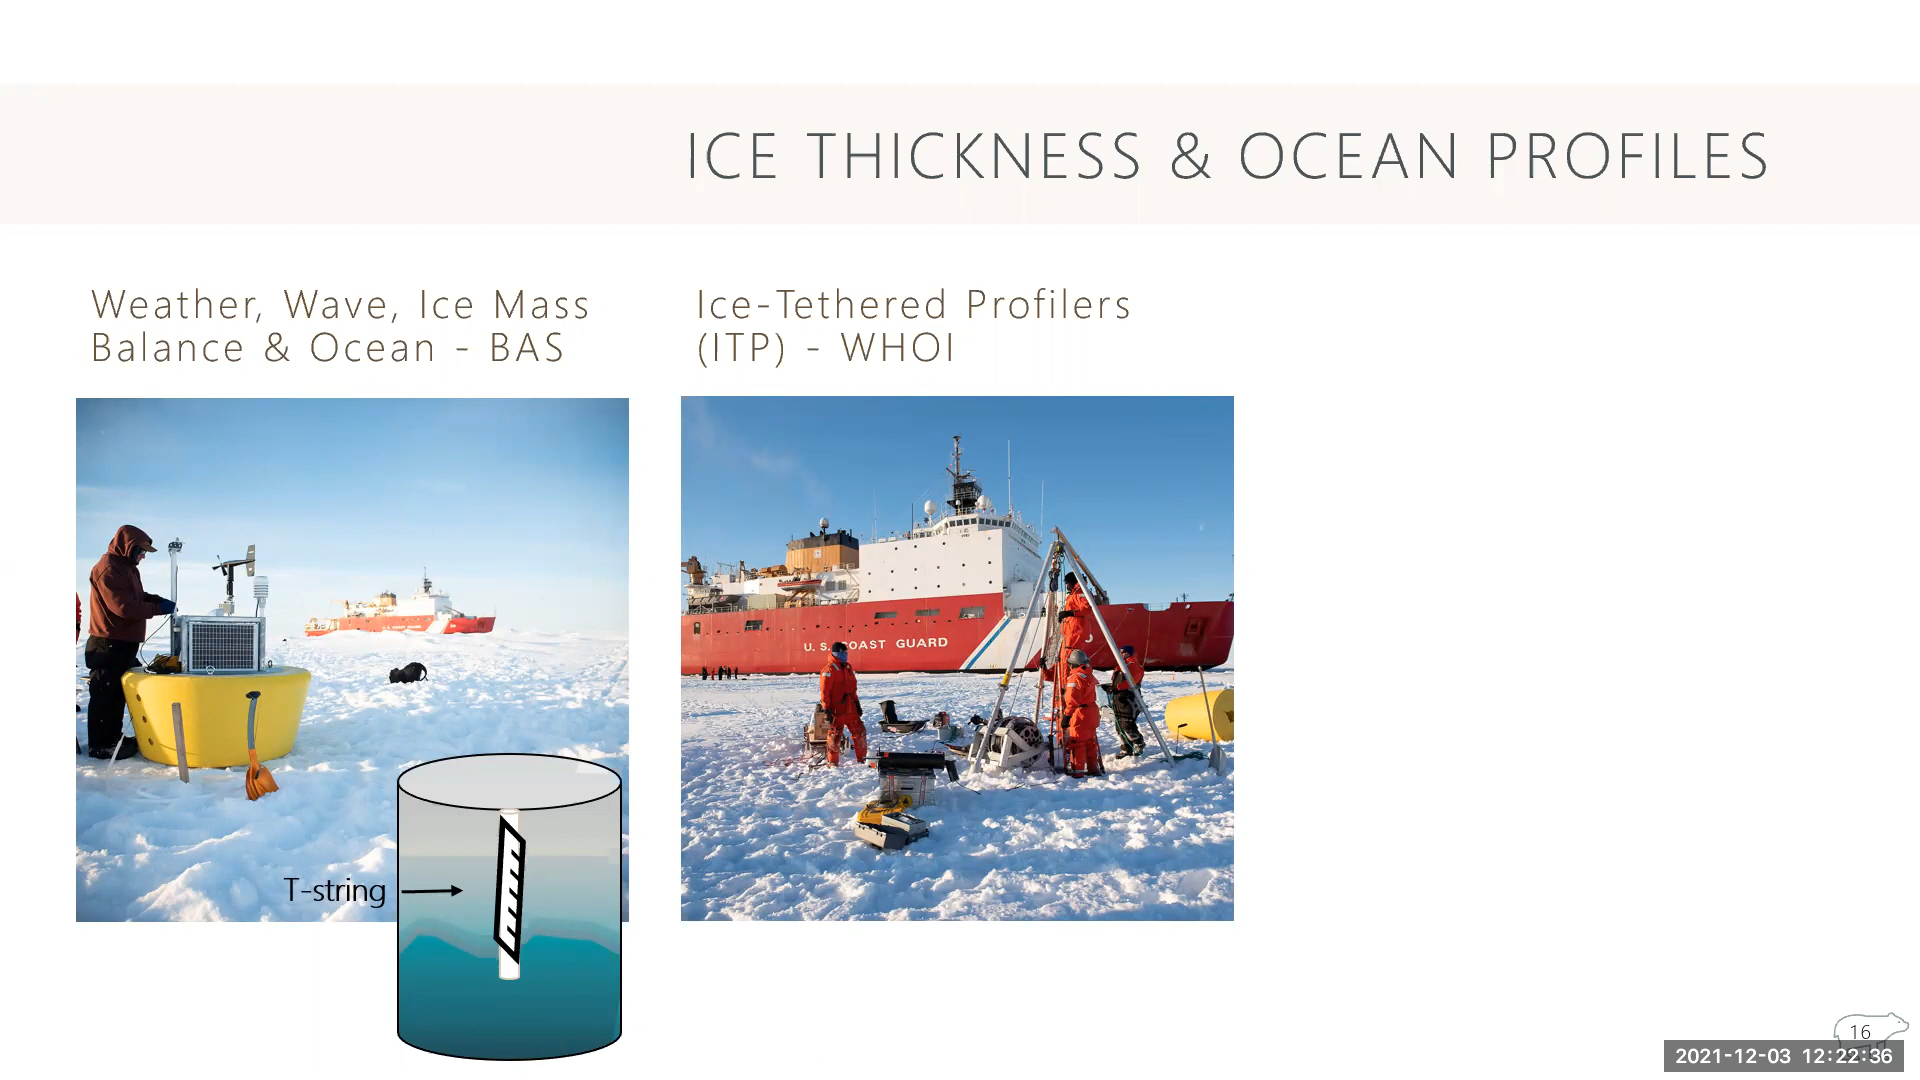 ICE THICKNESS & OCEAN PROFILES
Weather, Wave, Ice Mass
Balance & Ocean - BAS
Ice-Tethered Profilers
(ITP) - WHOI
U. S. COAST GUARD
T-string
16
2021-12-03 12:22:36